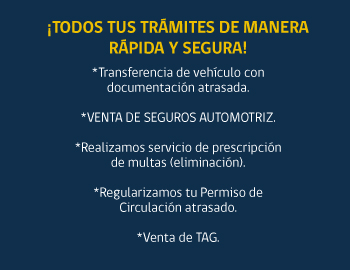 ¡TODOS TUS TRÁMITES DE MANERA
RÁPIDA Y SEGURA!
*Transferencia de vehículo con
documentación atrasada.
*VENTA DE SEGUROS AUTOMOTRIZ.
*Realizamos servicio de prescripción
de multas (eliminación).
*Regularizamos tu Permiso de
Circulación atrasado.
*Venta de TAG.